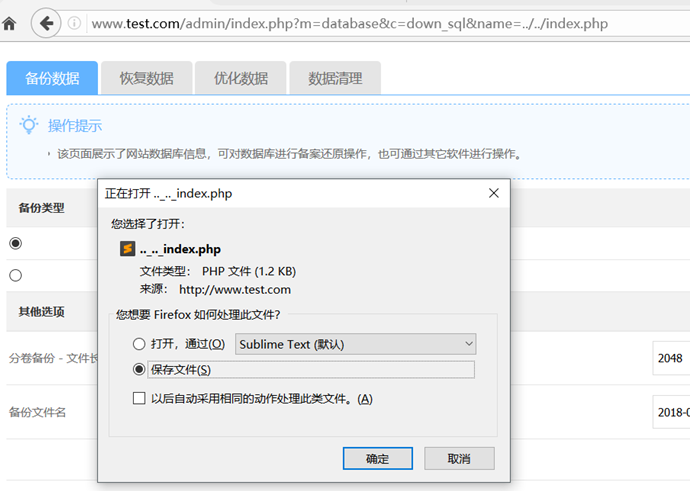 www.test.com/admin/index.php?m=database&c=down_sql&name=../../index.php
备份数据 恢复数据 优化数据 数据清理
操作提示
该页面展示了网站数据库信息，可对数据库进行备案还原操作，也可通过其它软件进行操作。
正在打开 .._.._index.php
备份类型
您选择了打开:
.._.._index.php
文件类型： PHP 文件 (1.2 KB)
来源： http://www.test.com
其他选项
您想要 Firefox 如何处理此文件?
打开，通过(O) Sublime Text (默认)
分卷备份 - 文件长
2048
保存文件(S)
以后自动采用相同的动作处理此类文件。(A)
备份文件名
2018-0
确定 取消